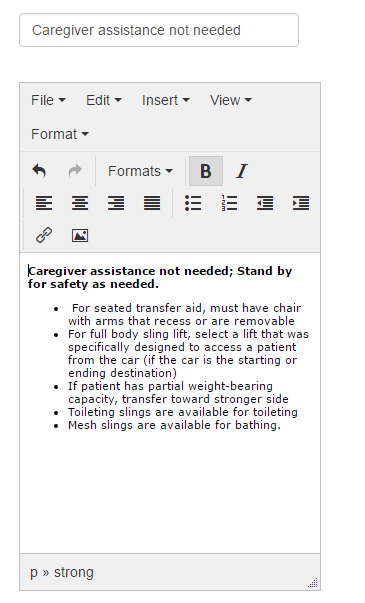 Caregiver assistance not needed
File Edit Insert View
Format
Formats B I
Caregiver assistance not needed; Stand by
for safety as needed.
• For seated transfer aid, must have chair
with arms that recess or are removable
• For full body sling lift, select a lift that was
specifically designed to access a patient
from the car (if the car is the starting or
ending destination)
• If patient has partial weight-bearing
capacity, transfer toward stronger side
• Toileting slings are available for toileting
• Mesh slings are available for bathing.
p » strong